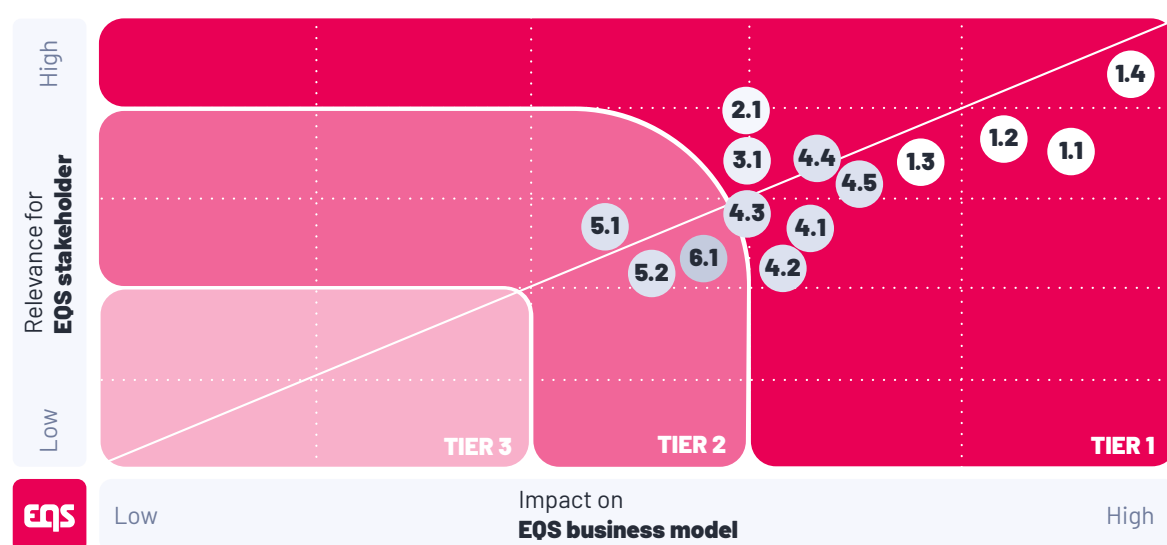 High
Relevance for
EQS stakeholder
Low
1.4
2.1
1.2
1.1
3.1
4.4
1.3
4.5
4.3
5.1
4.1
6.1
4.2
5.2
TIER 3
TIER 2
TIER 1
EQS
Low
Impact on
EQS business model
High